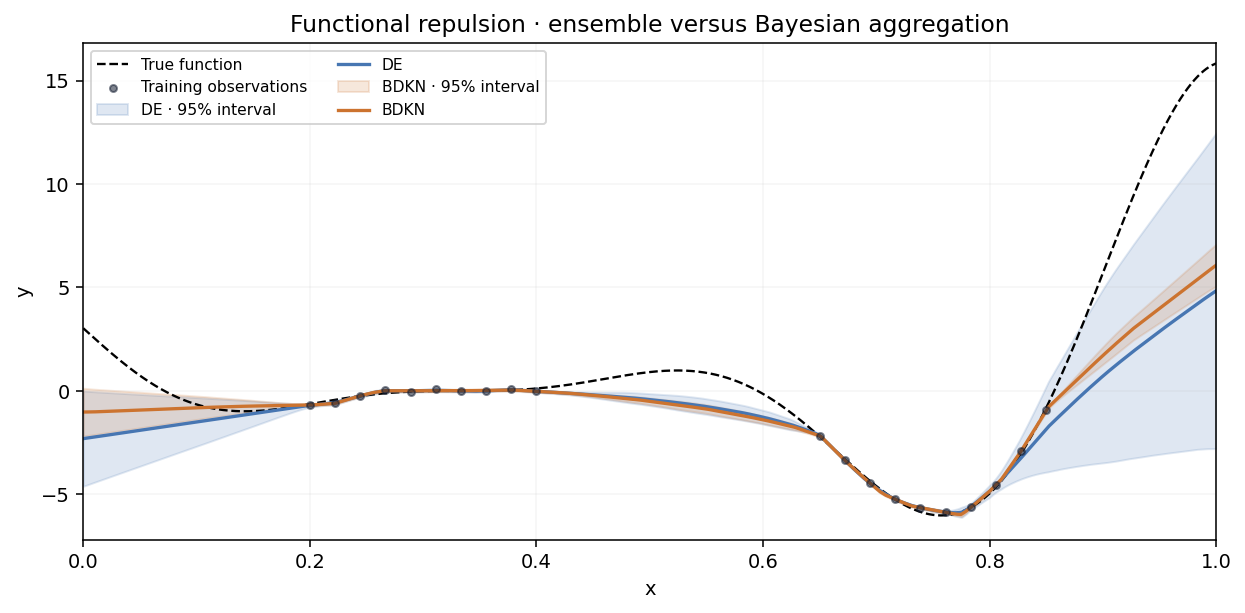 Functional repulsion · ensemble versus Bayesian aggregation
True function
Training observations
DE · 95% interval
DE
BDKN · 95% interval
BDKN
y
15
10
5
0
−5
0.0 0.2 0.4 0.6 0.8 1.0
x